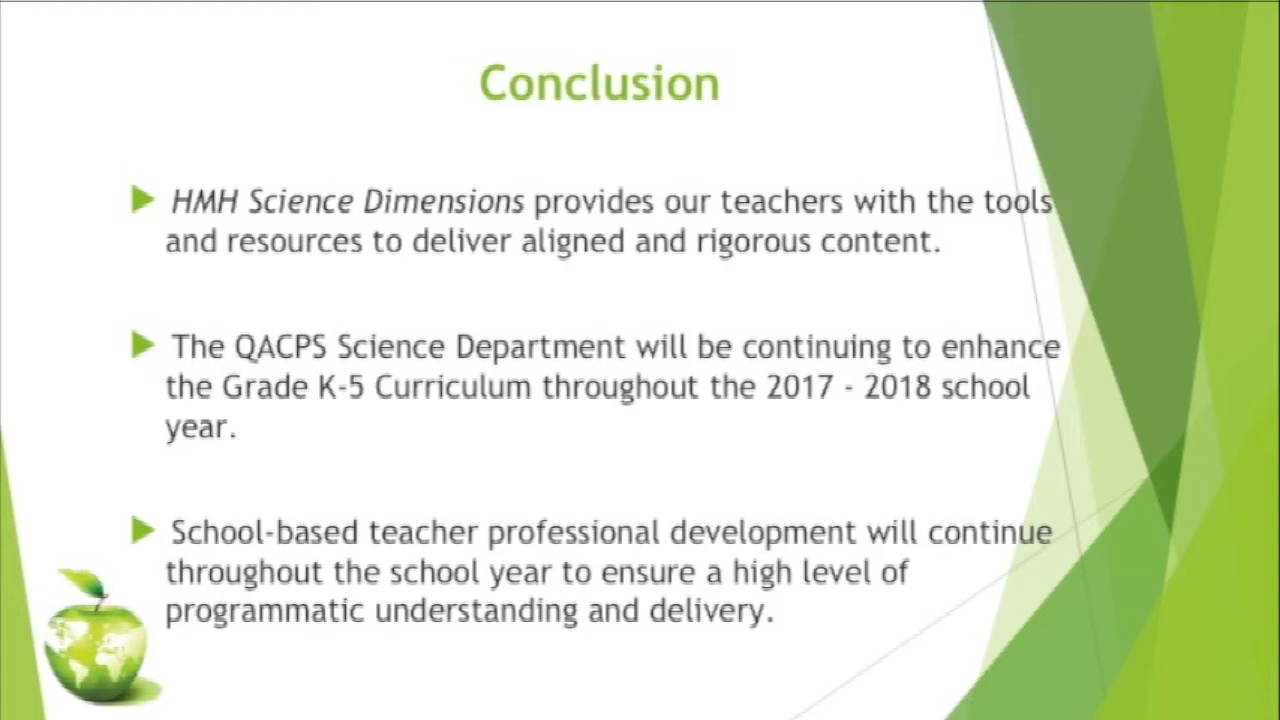 Conclusion
HMH Science Dimensions provides our teachers with the tools
and resources to deliver aligned and rigorous content.
The QACPS Science Department will be continuing to enhance
the Grade K-5 Curriculum throughout the 2017 - 2018 school
year.
School-based teacher professional development will continue
throughout the school year to ensure a high level of
programmatic understanding and delivery.